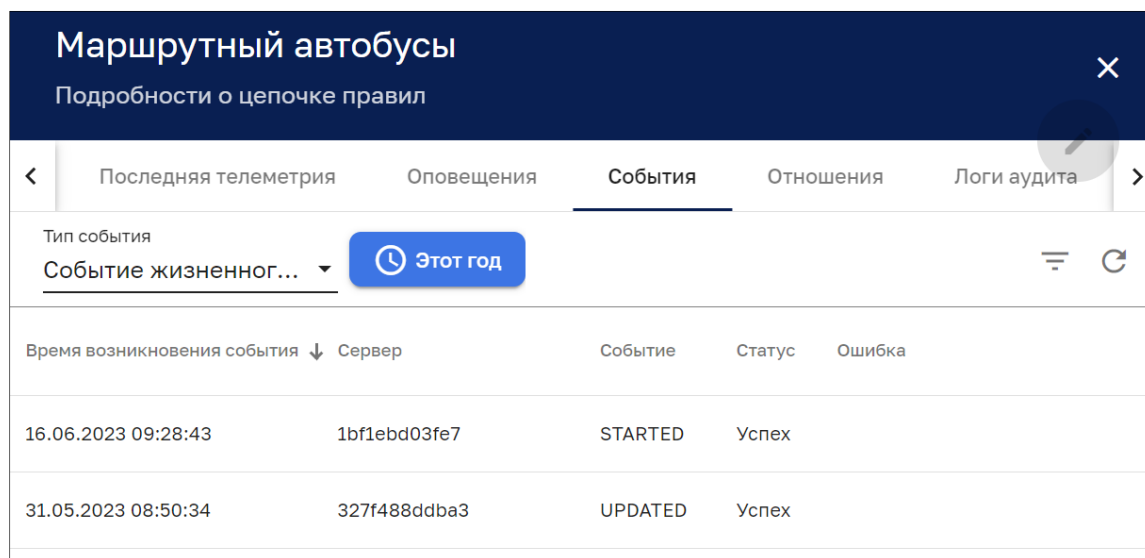 Маршрутный автобусы
Подробности о цепочке правил
Последняя телеметрия Оповещения События Отношения Логи аудита
Тип события
Событие жизненног... Этот год
Время возникновения события Сервер Событие Статус Ошибка
16.06.2023 09:28:43 1bf1ebd03fe7 STARTED Успех
31.05.2023 08:50:34 327f488ddba3 UPDATED Успех